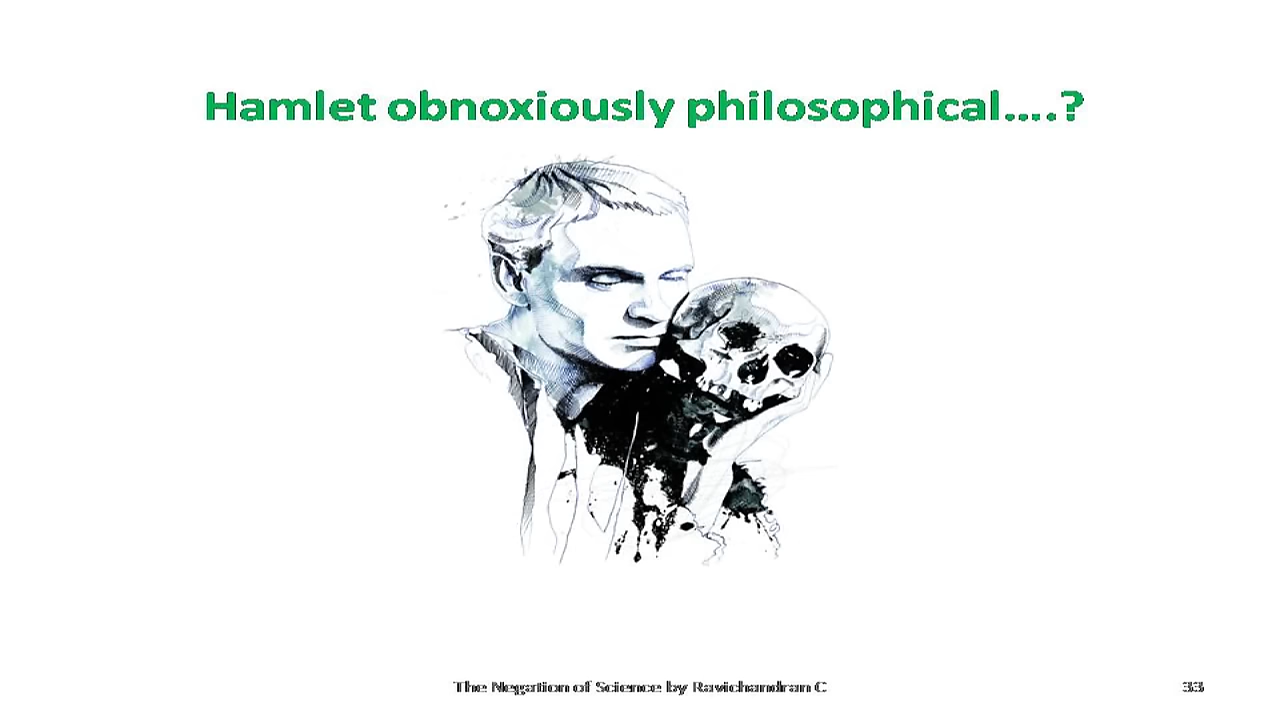 Hamlet obnoxiously philosophical....?
The Negation of Science by Ravichandran C
33